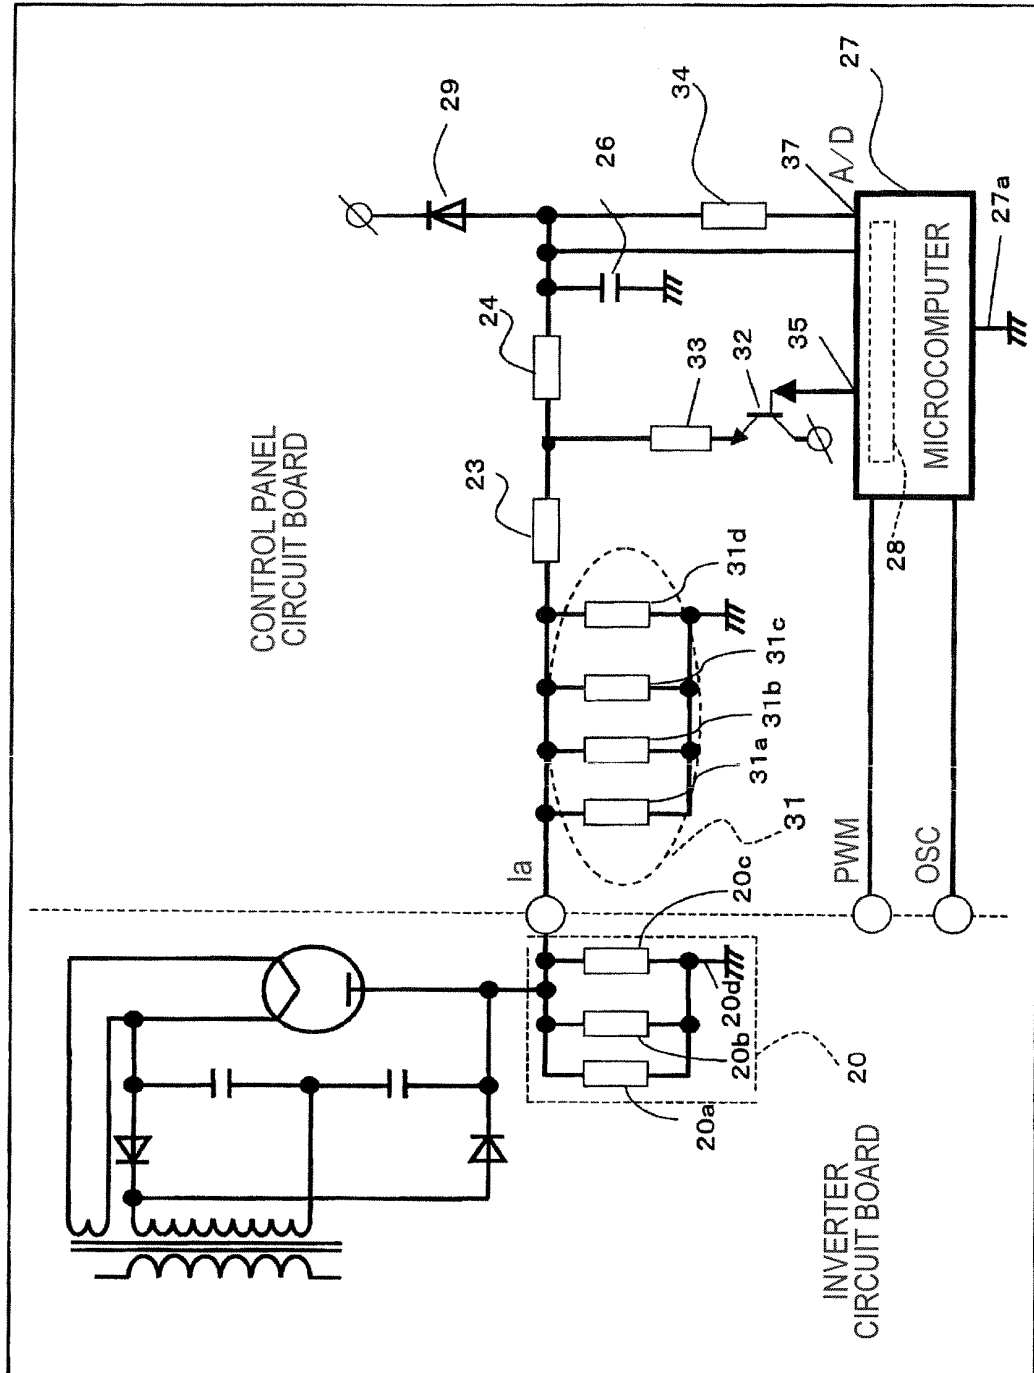 INVERTER
CIRCUIT BOARD
CONTROL PANEL
CIRCUIT BOARD
20
20a
20b
20c
20d
Ia
31
31a
31b
31c
31d
23
24
29
26
33
32
34
35
37
A/D
27
27a
28
MICROCOMPUTER
PWM
OSC